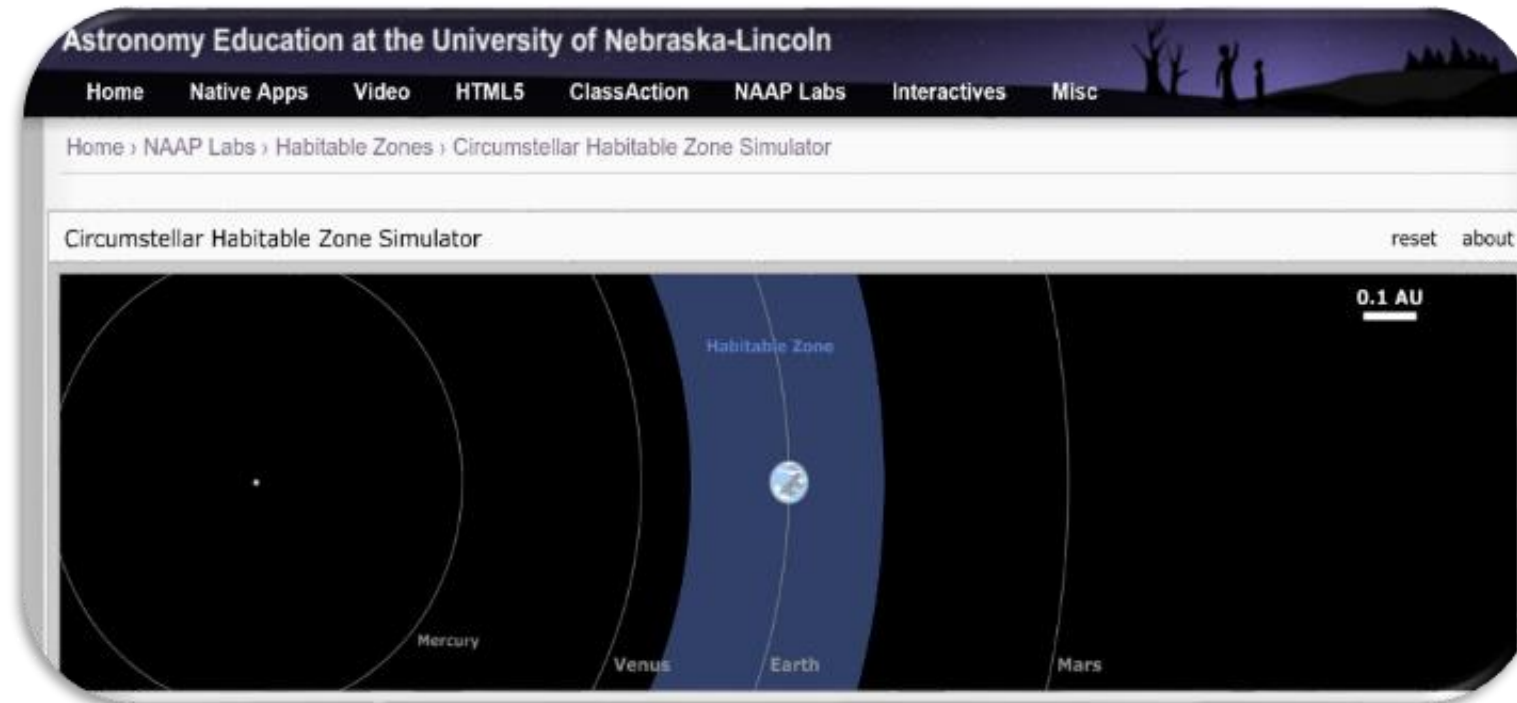 Astronomy Education at the University of Nebraska-Lincoln
Home Native Apps Video HTML5 ClassAction NAAP Labs Interactives Misc
Home › NAAP Labs › Habitable Zones › Circumstellar Habitable Zone Simulator
Circumstellar Habitable Zone Simulator reset about
0.1 AU
Habitable Zone
Mercury
Venus Earth Mars